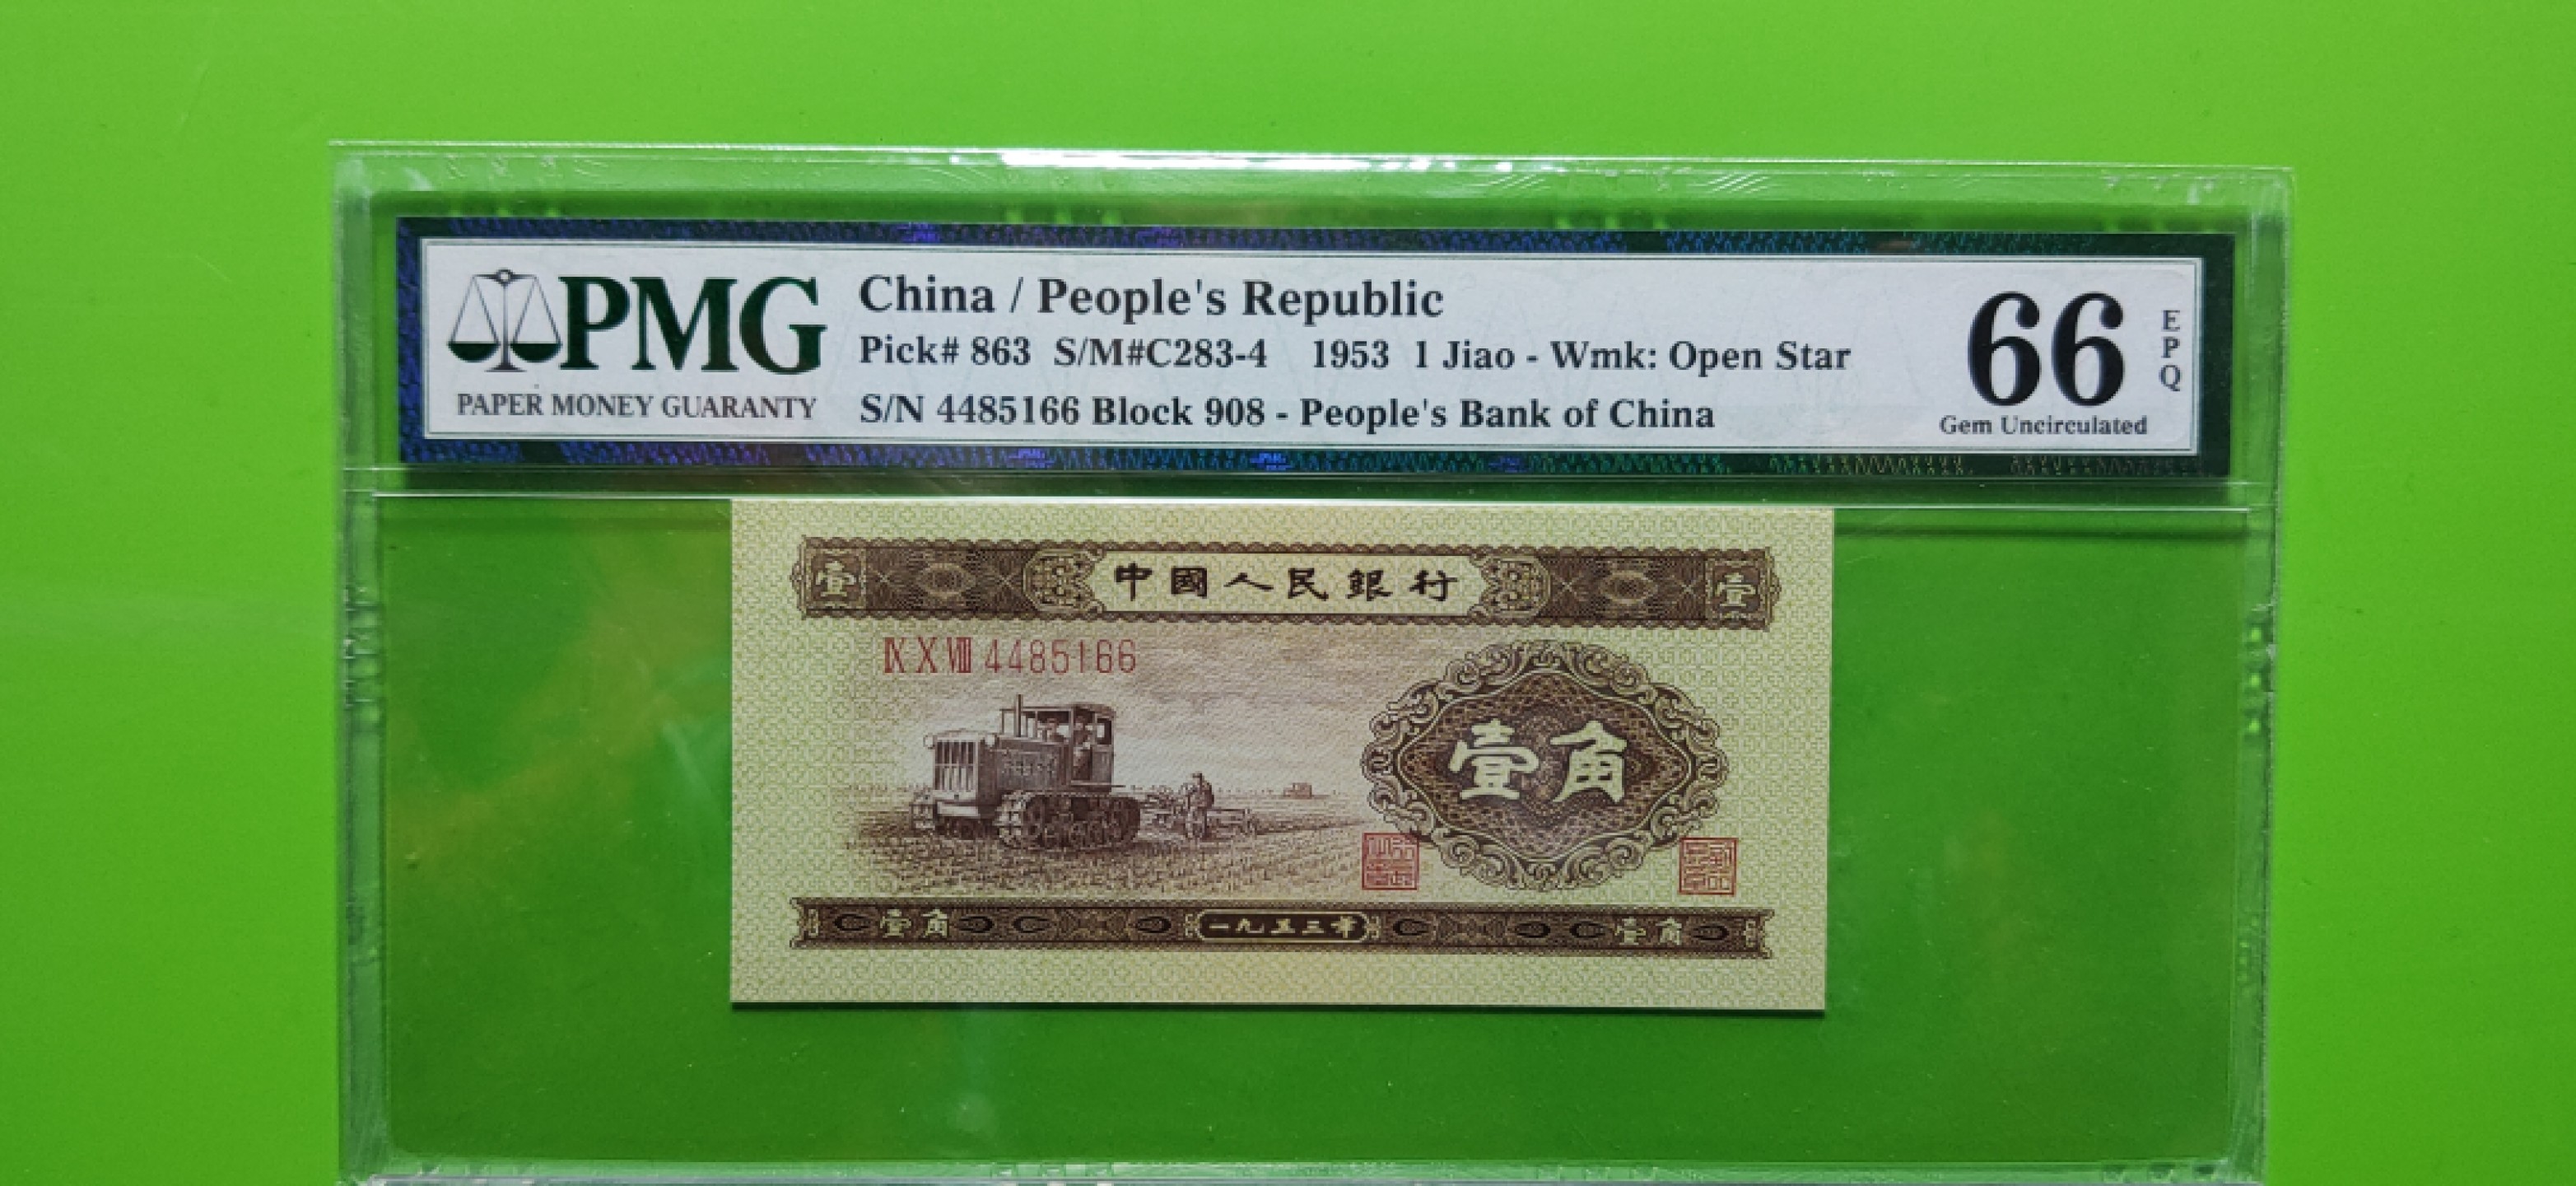 PMG
PAPER MONEY GUARANTY
China / People's Republic
Pick# 863 S/M#C283-4 1953 1 Jiao - Wmk: Open Star
S/N 4485166 Block 908 - People's Bank of China
66
EPQ
Gem Uncirculated
壹 中國人民銀行 壹
ⅨⅩⅧ 4485166
壹角
壹角 一九五三年 壹角